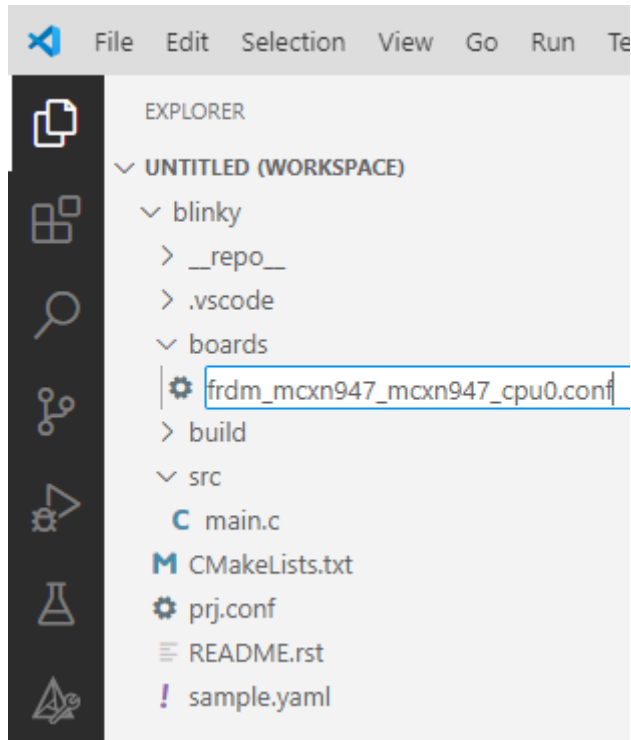 File Edit Selection View Go Run Te
EXPLORER
UNTITLED (WORKSPACE)
blinky
__repo__
.vscode
boards
frdm_mcxn947_mcxn947_cpu0.conf
build
src
C main.c
M CMakeLists.txt
prj.conf
README.rst
! sample.yaml